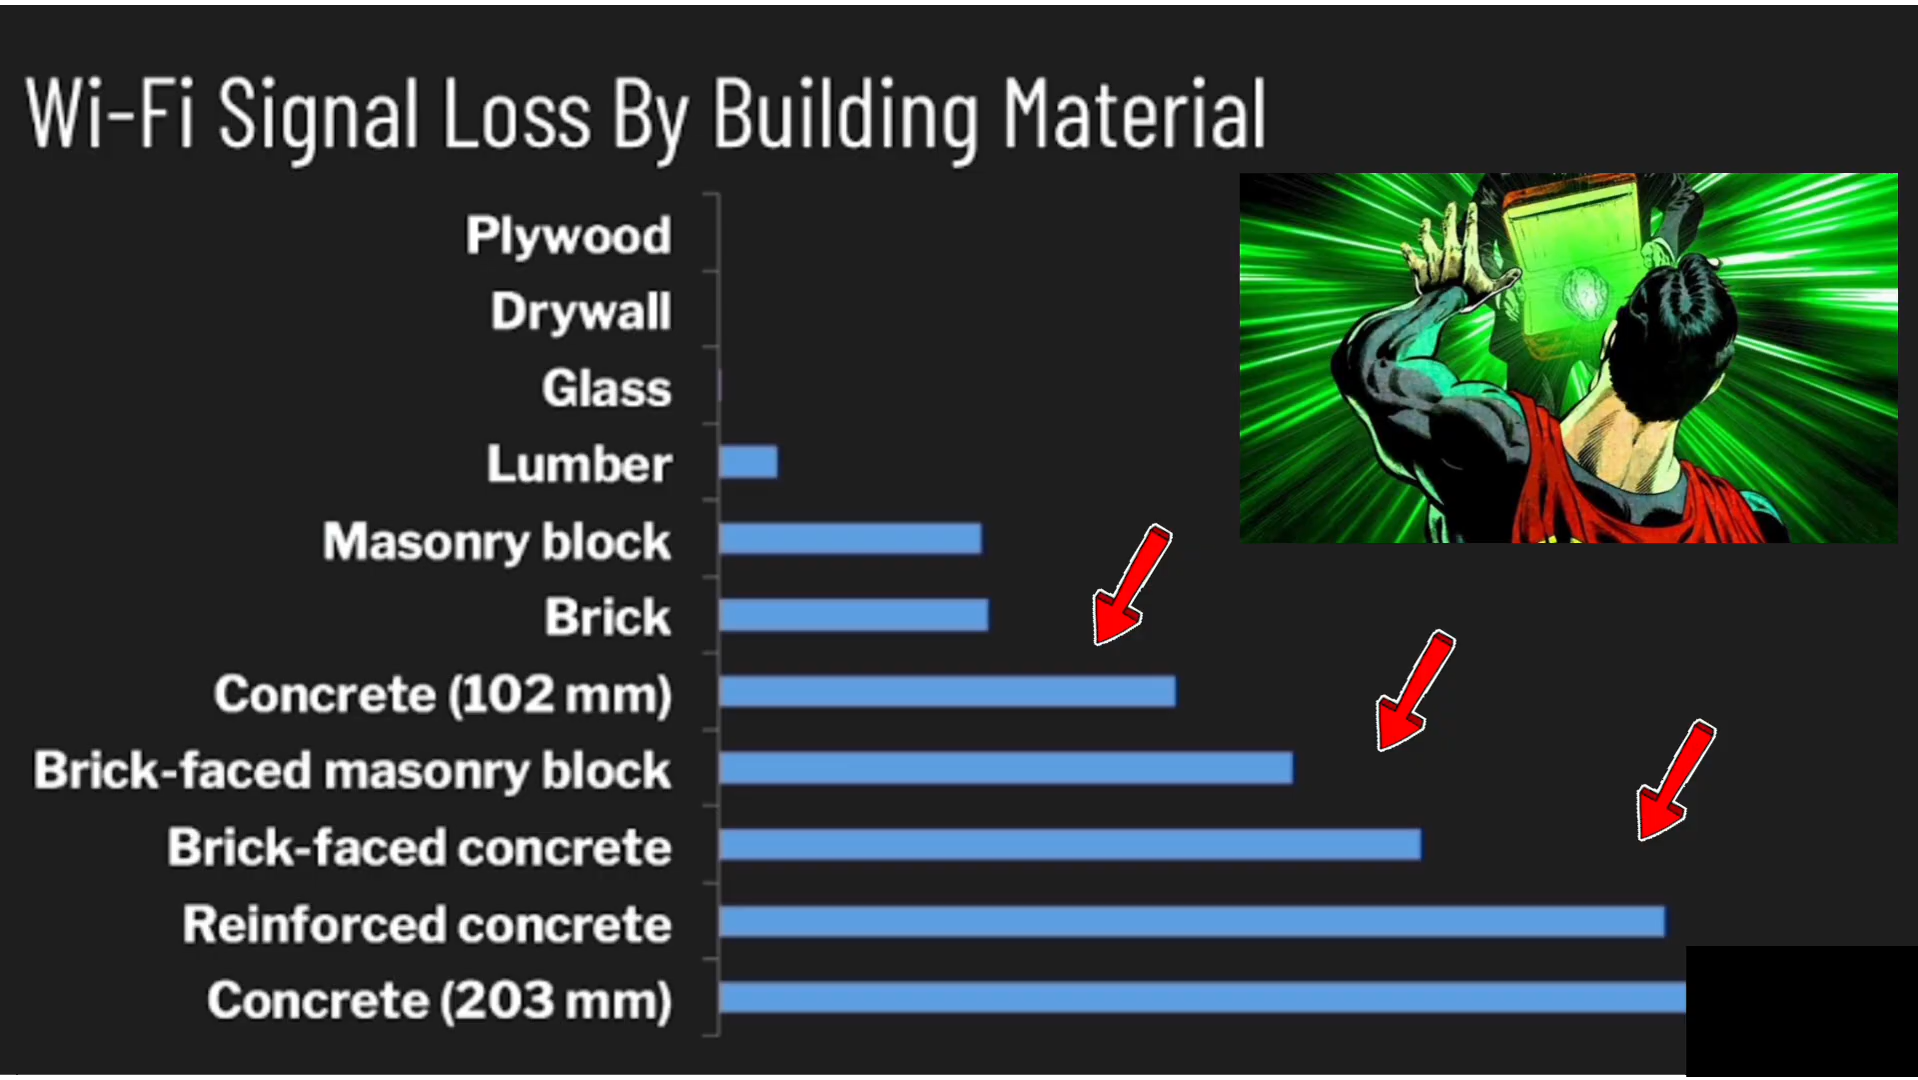 Wi-Fi Signal Loss By Building Material
Plywood
Drywall
Glass
Lumber
Masonry block
Brick
Concrete (102 mm)
Brick-faced masonry block
Brick-faced concrete
Reinforced concrete
Concrete (203 mm)